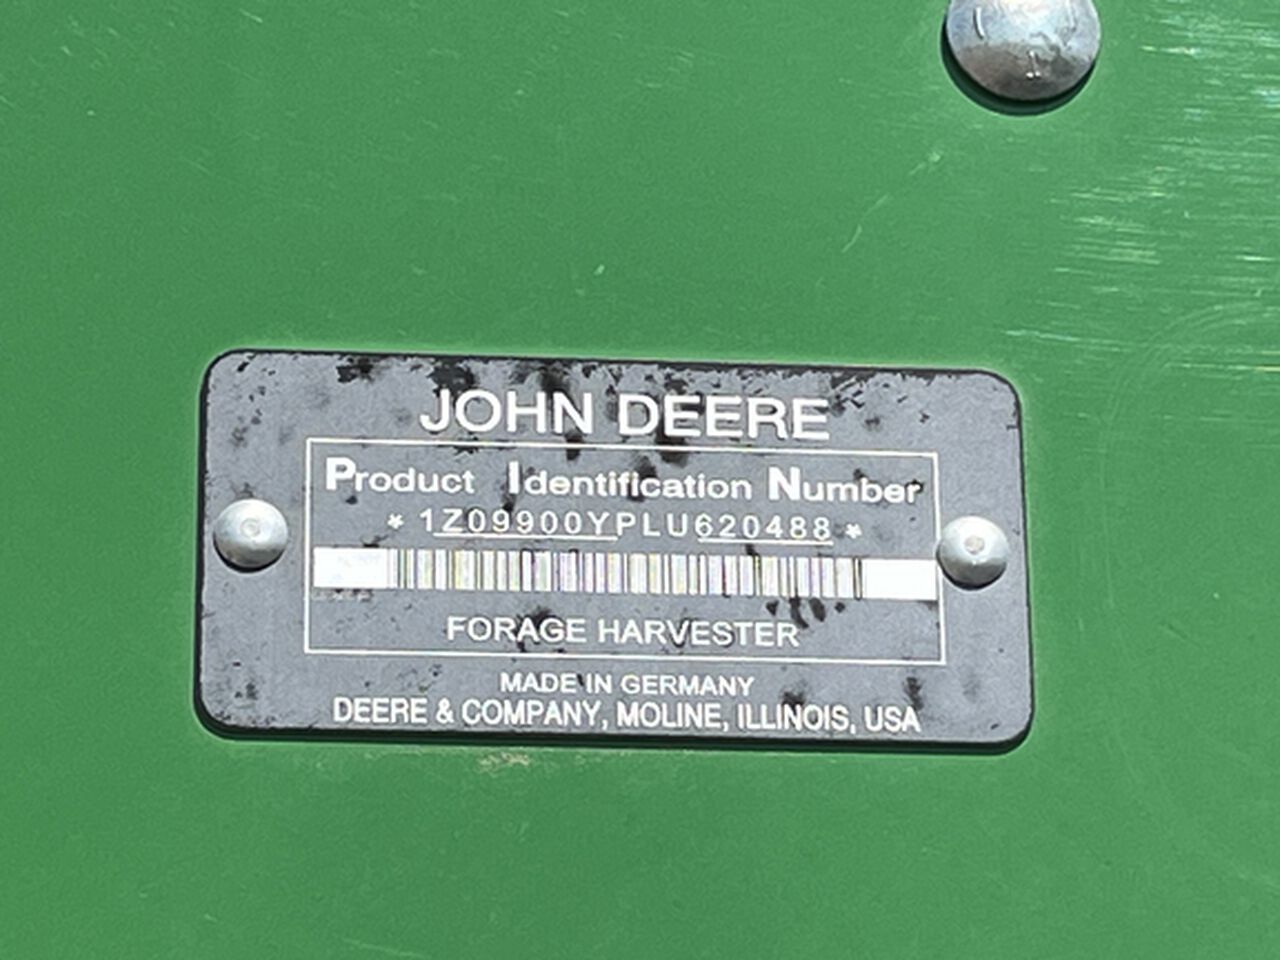 JOHN DEERE
Product Identification Number
* 1Z09900YPLU620488 *
FORAGE HARVESTER
MADE IN GERMANY
DEERE & COMPANY, MOLINE, ILLINOIS, USA